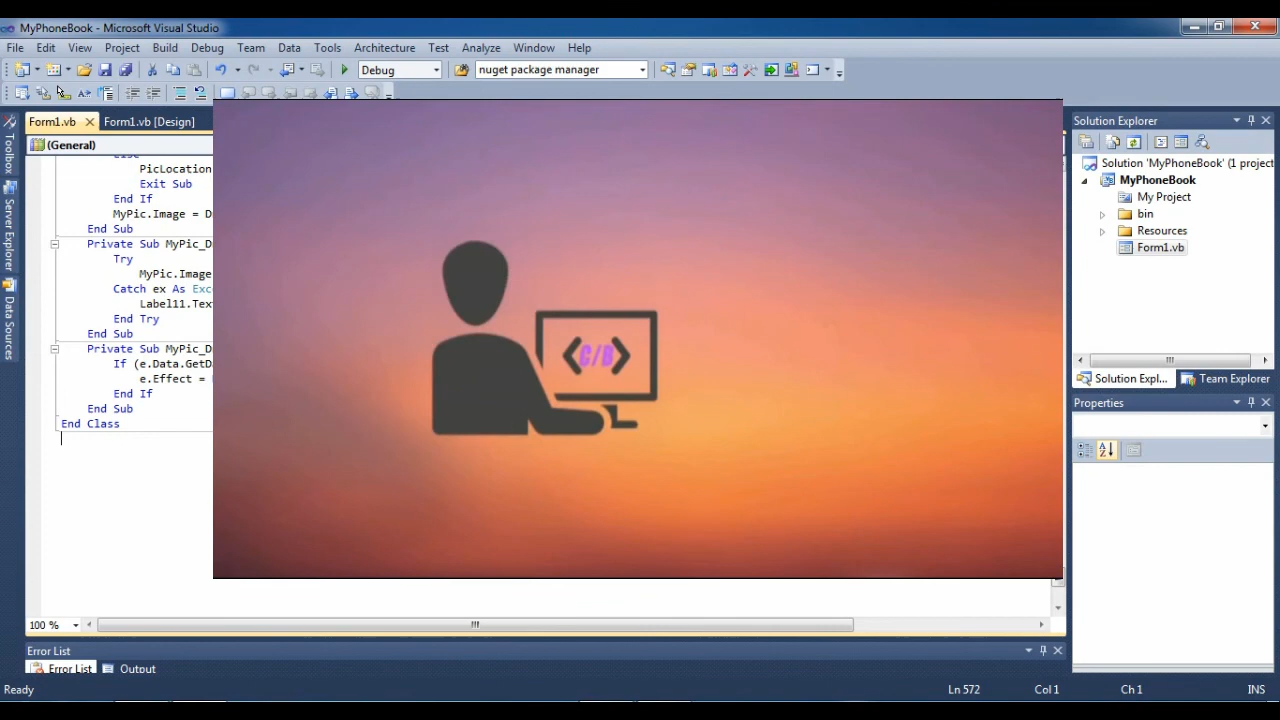 MyPhoneBook - Microsoft Visual Studio
File Edit View Project Build Debug Team Data Tools Architecture Test Analyze Window Help
Debug nuget package manager
Form1.vb Form1.vb [Design]
(General)
Toolbox
Server Explorer
Data Sources
Else
PicLocation
Exit Sub
End If
MyPic.Image = D
End Sub
Private Sub MyPic_D
Try
MyPic.Image
Catch ex As Exce
Label11.Tex
End Try
End Sub
Private Sub MyPic_D
If (e.Data.GetD
e.Effect =
End If
End Sub
End Class
<C/D>
100 %
Error List
Error List Output
Solution Explorer
Solution 'MyPhoneBook' (1 project
MyPhoneBook
My Project
bin
Resources
Form1.vb
Solution Expl... Team Explorer
Properties
Ready Ln 572 Col 1 Ch 1 INS